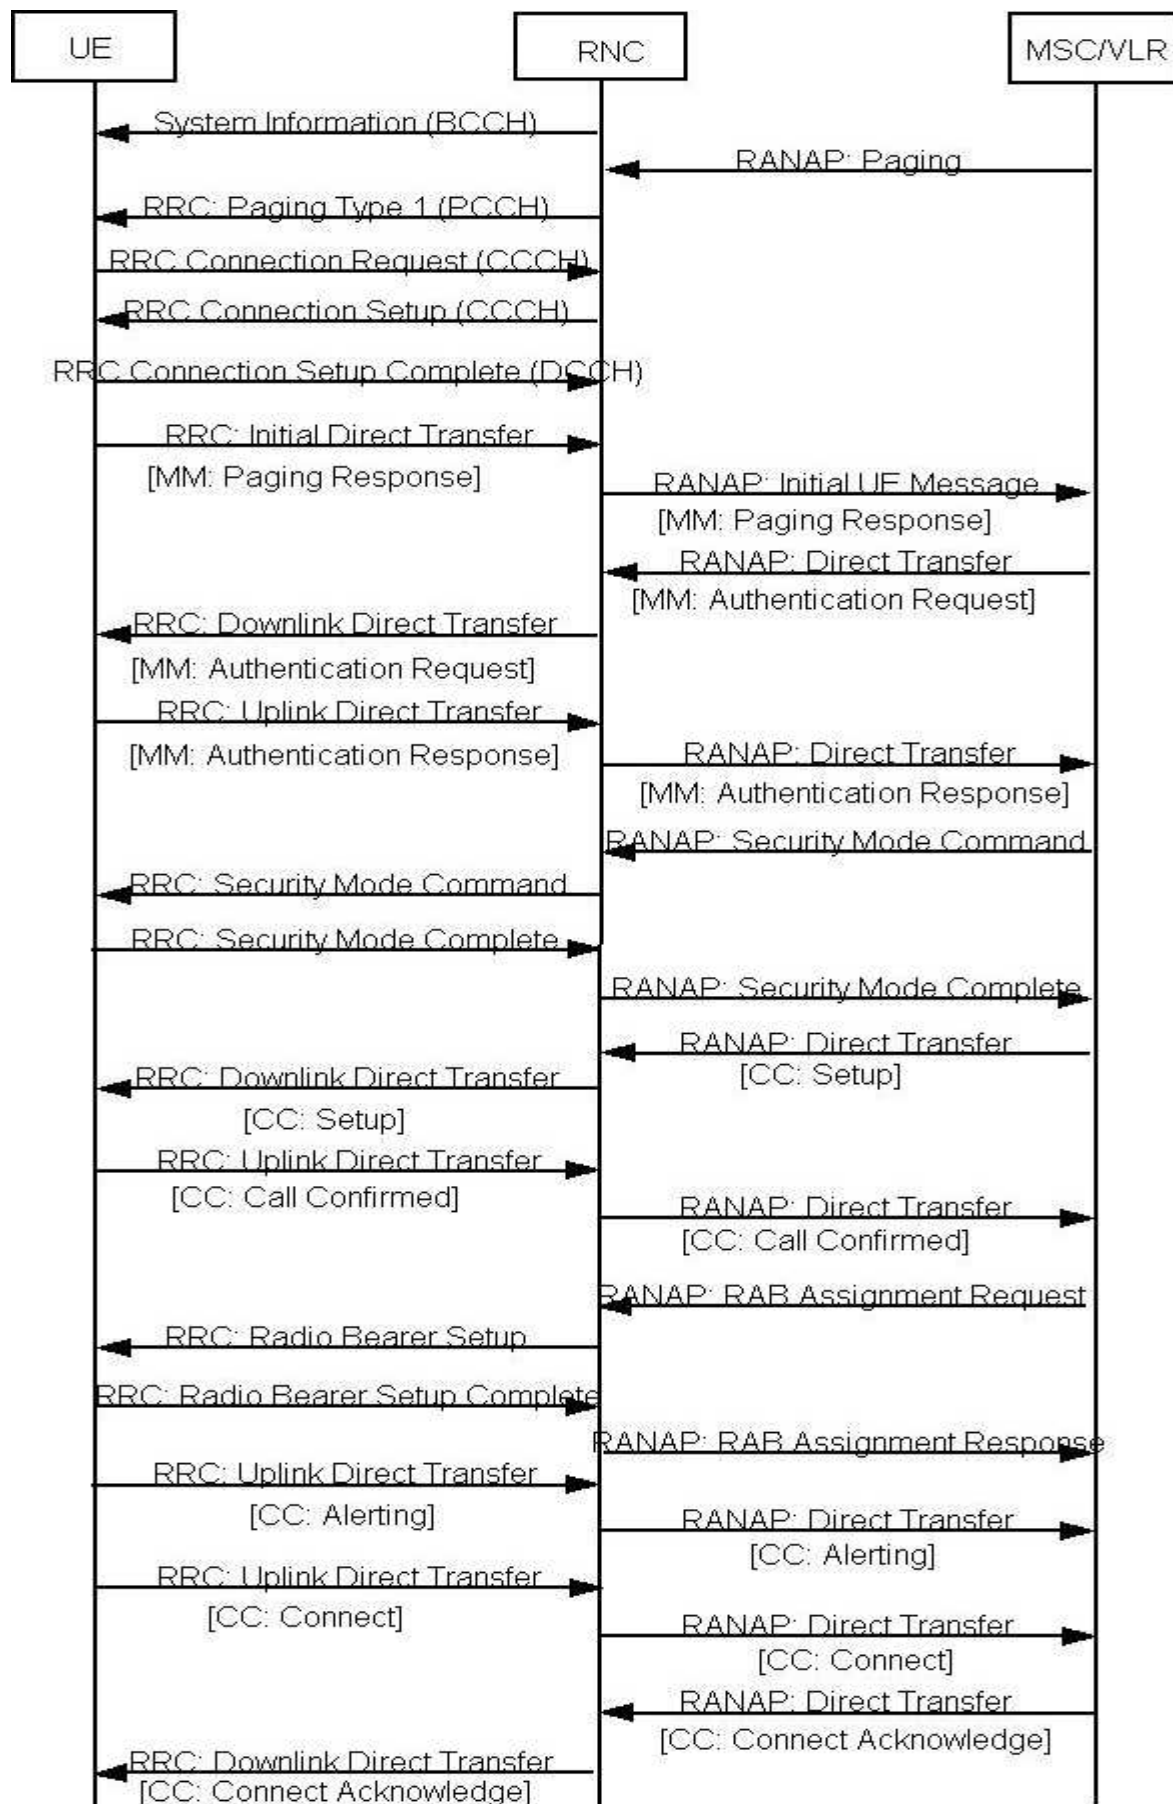 UE
RNC
MSC/VLR
System Information (BCCH)
RANAP: Paging
RRC: Paging Type 1 (PCCH)
RRC Connection Request (CCCH)
RRC Connection Setup (CCCH)
RRC Connection Setup Complete (DCCH)
RRC: Initial Direct Transfer
[MM: Paging Response]
RANAP: Initial UE Message
[MM: Paging Response]
RANAP: Direct Transfer
[MM: Authentication Request]
RRC: Downlink Direct Transfer
[MM: Authentication Request]
RRC: Uplink Direct Transfer
[MM: Authentication Response]
RANAP: Direct Transfer
[MM: Authentication Response]
RANAP: Security Mode Command
RRC: Security Mode Command
RRC: Security Mode Complete
RANAP: Security Mode Complete
RANAP: Direct Transfer
[CC: Setup]
RRC: Downlink Direct Transfer
[CC: Setup]
RRC: Uplink Direct Transfer
[CC: Call Confirmed]
RANAP: Direct Transfer
[CC: Call Confirmed]
RANAP: RAB Assignment Request
RRC: Radio Bearer Setup
RRC: Radio Bearer Setup Complete
RANAP: RAB Assignment Response
RRC: Uplink Direct Transfer
[CC: Alerting]
RANAP: Direct Transfer
[CC: Alerting]
RRC: Uplink Direct Transfer
[CC: Connect]
RANAP: Direct Transfer
[CC: Connect]
RANAP: Direct Transfer
[CC: Connect Acknowledge]
RRC: Downlink Direct Transfer
[CC: Connect Acknowledge]